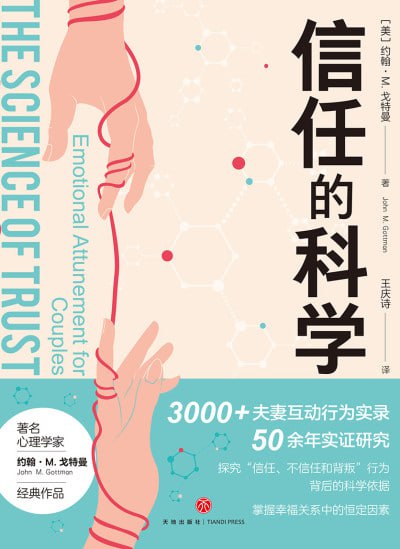 THE SCIENCE OF TRUST
Emotional Attunement for
Couples
信任的科学
[美]约翰·M.戈特曼
著
John M. Gottman
王庆诗
译
3000+夫妻互动行为实录
50余年实证研究
探究“信任、不信任和背叛”行为
背后的科学依据
掌握幸福关系中的恒定因素
著名
心理学家
约翰·M.戈特曼
John M. Gottman
经典作品
天地出版社 | TIANDI PRESS